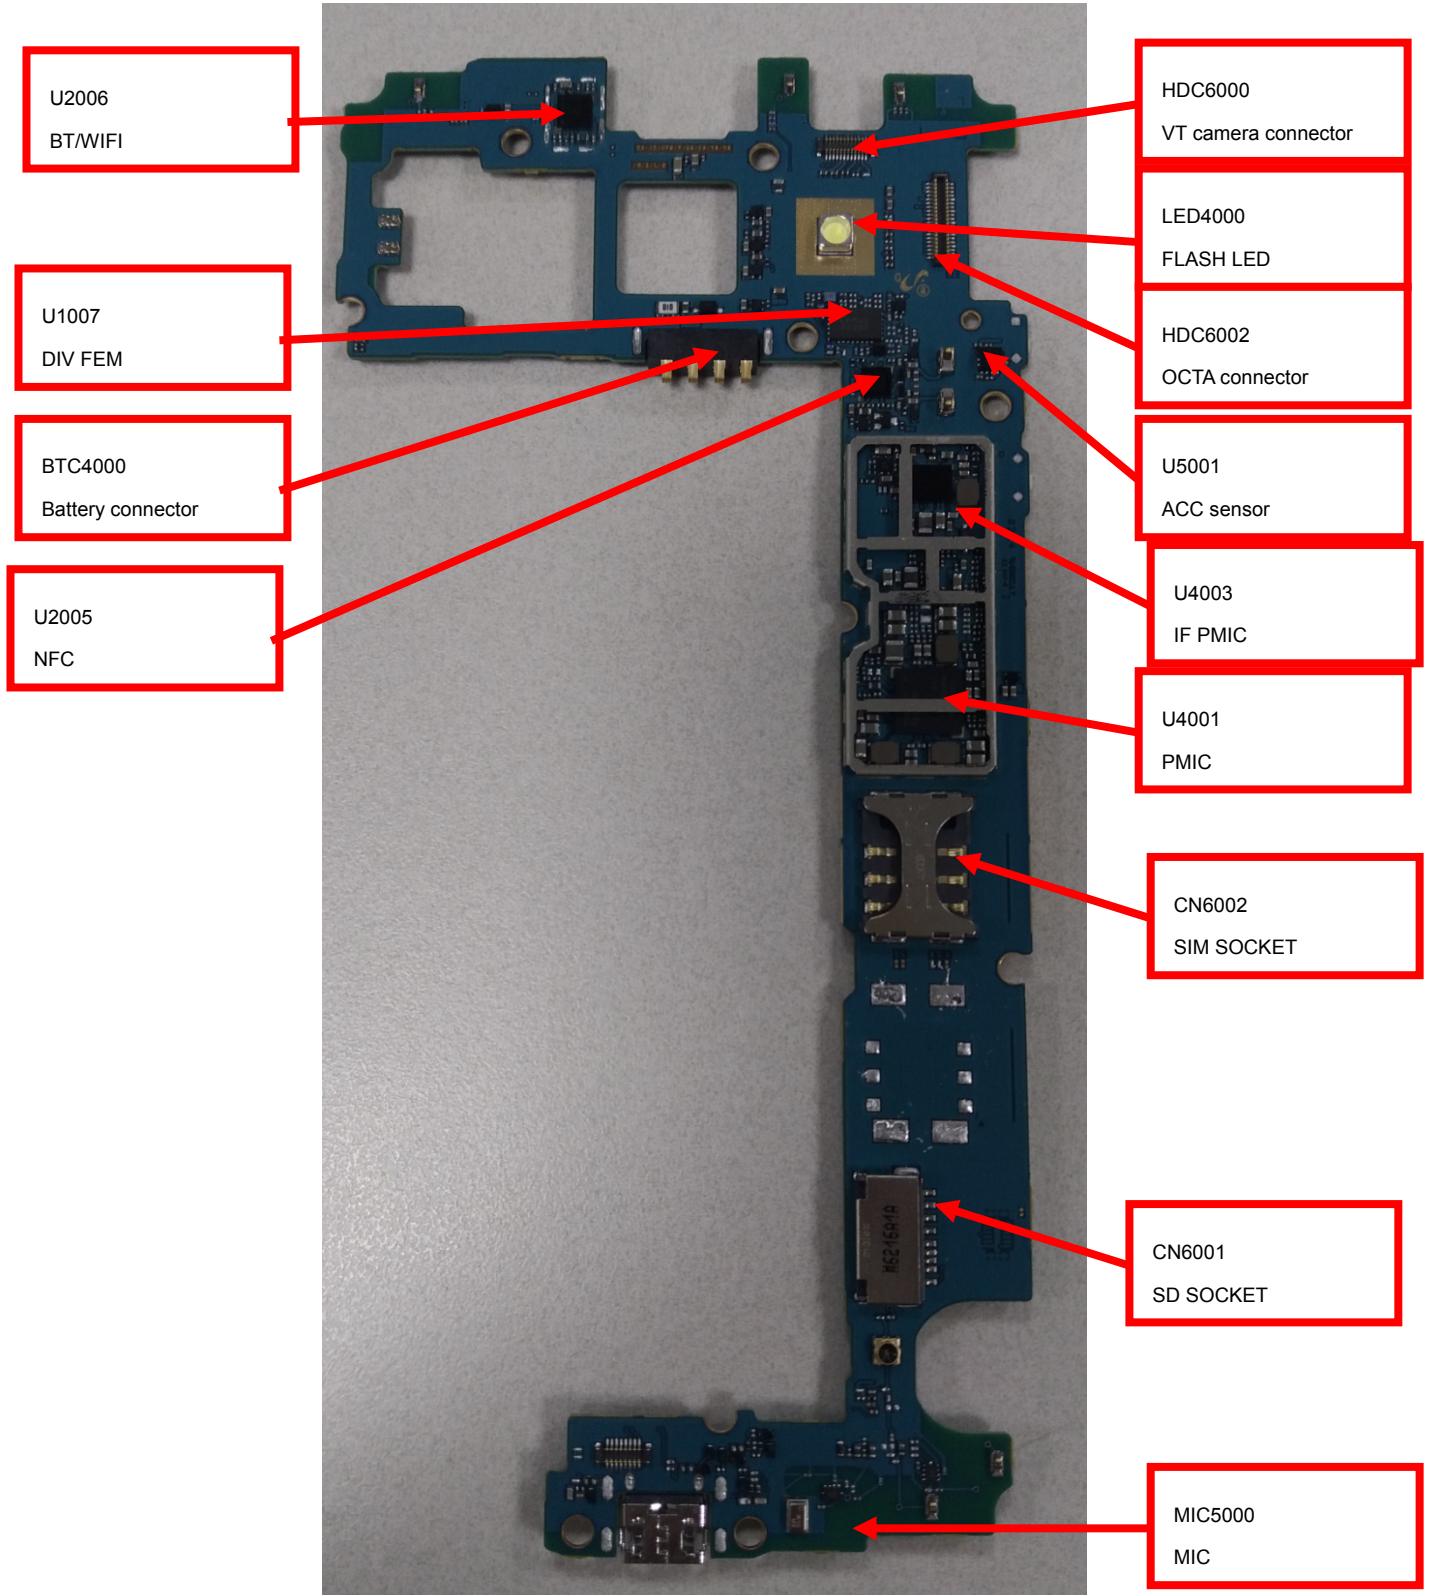 U2006
BT/WIFI
U1007
DIV FEM
BTC4000
Battery connector
U2005
NFC
HDC6000
VT camera connector
LED4000
FLASH LED
HDC6002
OCTA connector
U5001
ACC sensor
U4003
IF PMIC
U4001
PMIC
CN6002
SIM SOCKET
CN6001
SD SOCKET
MIC5000
MIC
M6216A1A